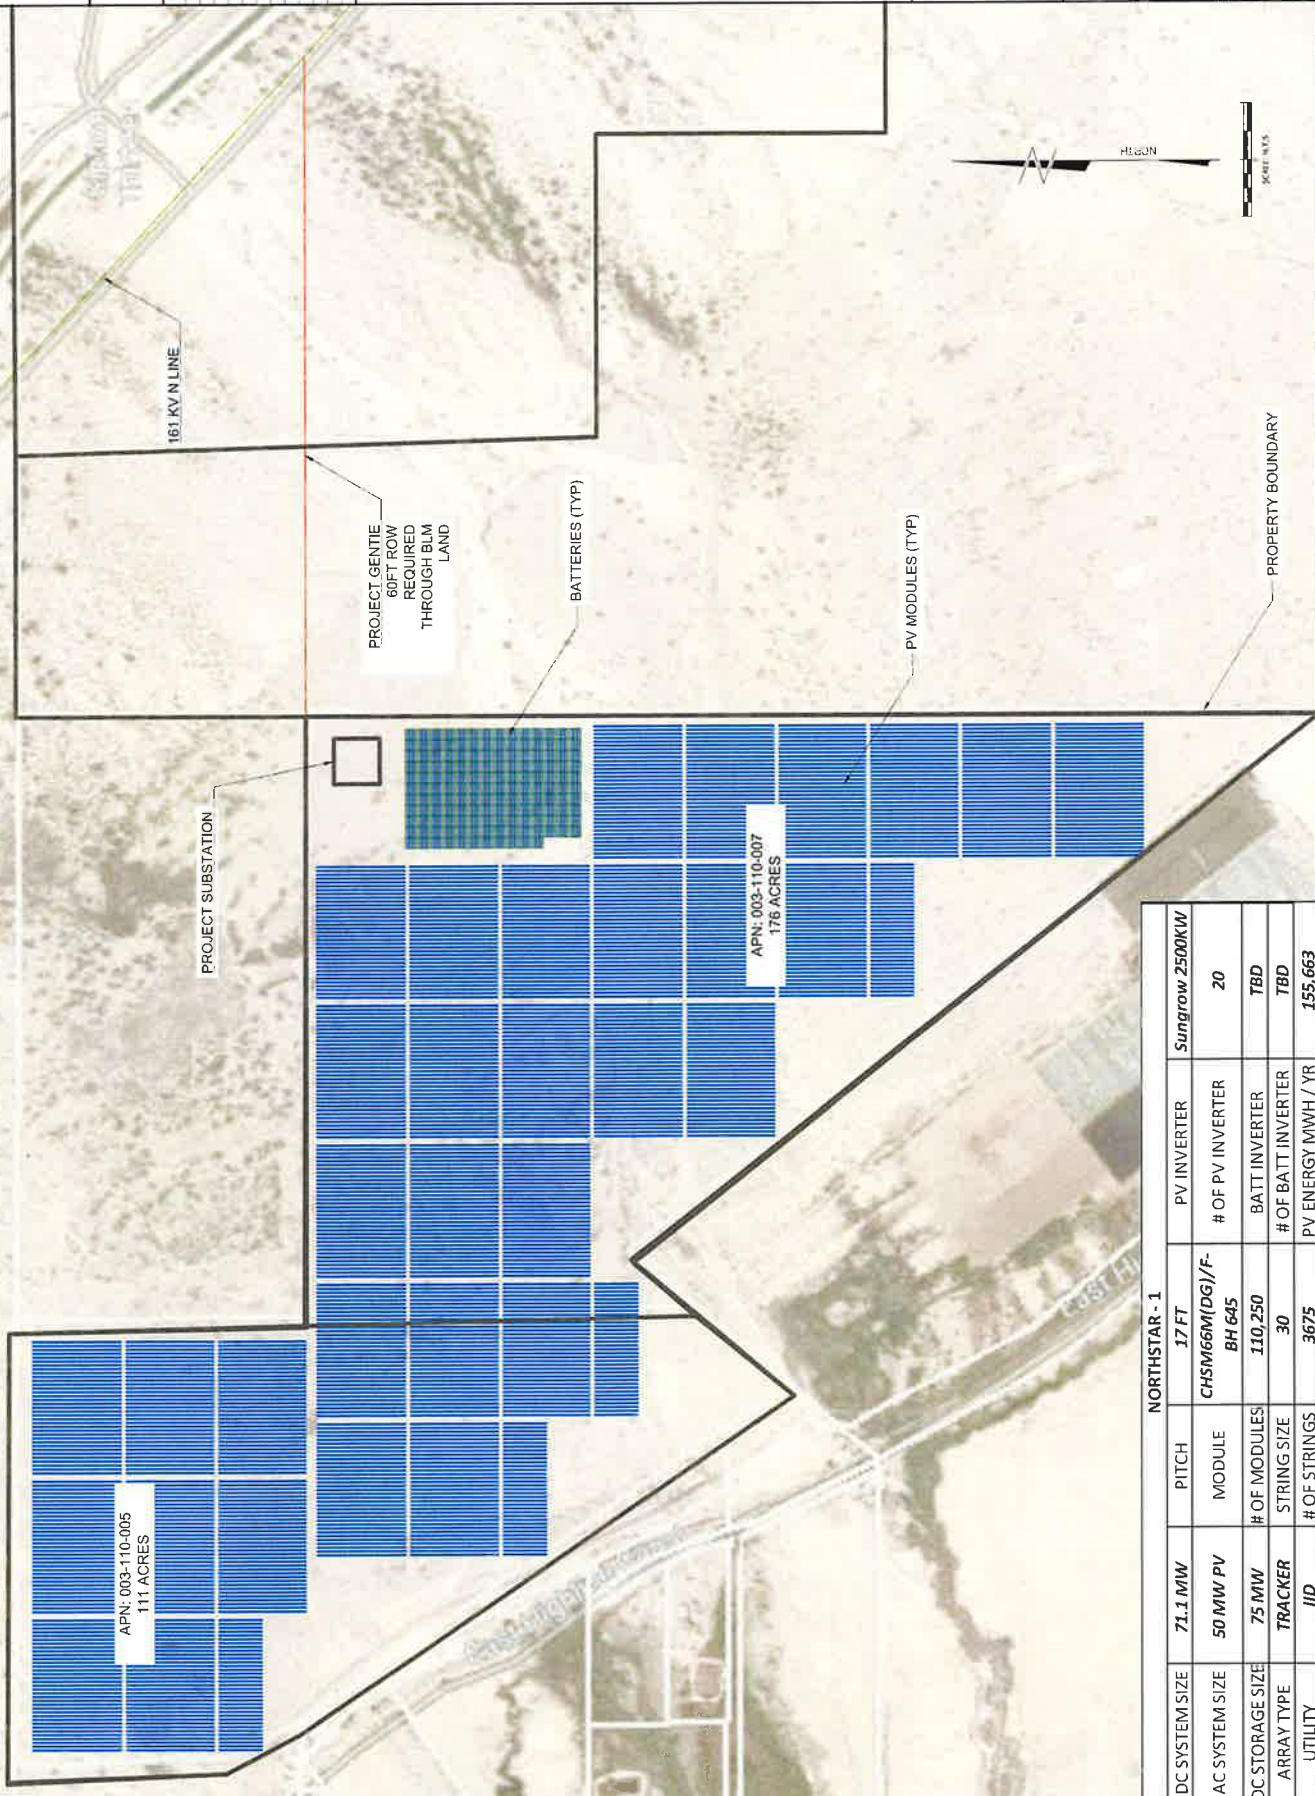 161 KV N LINE
PROJECT GENTIE
60FT ROW
REQUIRED
THROUGH BLM
LAND
PROJECT SUBSTATION
BATTERIES (TYP)
PV MODULES (TYP)
PROPERTY BOUNDARY
APN: 003-110-007
176 ACRES
APN: 003-110-005
111 ACRES
N
SCALE: N.T.S
NORTHSTAR - 1
DC SYSTEM SIZE 71.1 MW PITCH 17 FT PV INVERTER Sungrow 2500KW
AC SYSTEM SIZE 50 MW PV MODULE CHSM66M(DG)/F-BH 645 # OF PV INVERTER 20
DC STORAGE SIZE 75 MW # OF MODULES 110,250 BATT INVERTER TBD
ARRAY TYPE TRACKER STRING SIZE 30 # OF BATT INVERTER TBD
UTILITY IID # OF STRINGS 3675 PV ENERGY MWH / YR 155,663